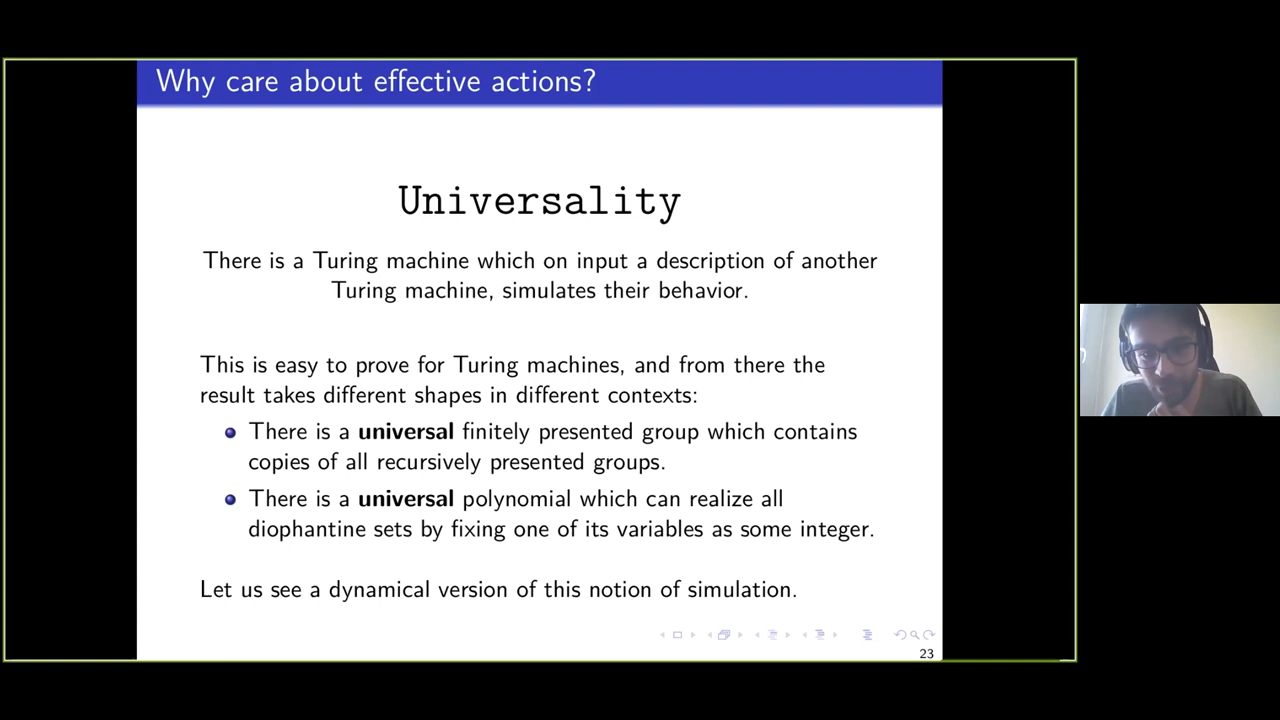 Why care about effective actions?
Universality
There is a Turing machine which on input a description of another
Turing machine, simulates their behavior.
This is easy to prove for Turing machines, and from there the
result takes different shapes in different contexts:
There is a universal finitely presented group which contains
copies of all recursively presented groups.
There is a universal polynomial which can realize all
diophantine sets by fixing one of its variables as some integer.
Let us see a dynamical version of this notion of simulation.
23